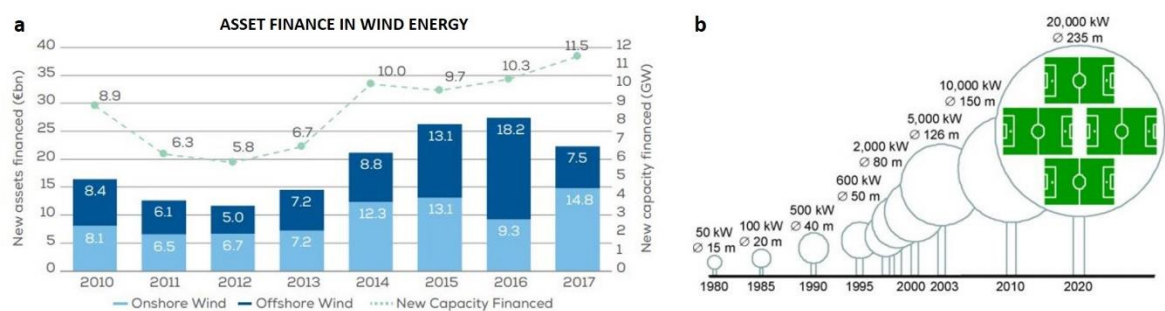 a
ASSET FINANCE IN WIND ENERGY
New assets financed (€bn)
40
35
30
25
20
15
10
5
0
8.9
6.3
5.8
6.7
10.0
9.7
10.3
11.5
8.4
6.1
5.0
7.2
8.8
13.1
18.2
7.5
8.1
6.5
6.7
7.2
12.3
13.1
9.3
14.8
12
11
10
9
8
7
6
5
4
3
2
1
0
New capacity financed (GW)
2010 2011 2012 2013 2014 2015 2016 2017
Onshore Wind Offshore Wind New Capacity Financed
b
20,000 kW
Ø 235 m
10,000 kW
Ø 150 m
5,000 kW
Ø 126 m
2,000 kW
Ø 80 m
600 kW
Ø 50 m
500 kW
Ø 40 m
100 kW
Ø 20 m
50 kW
Ø 15 m
1980 1985 1990 1995 2000 2003 2010 2020